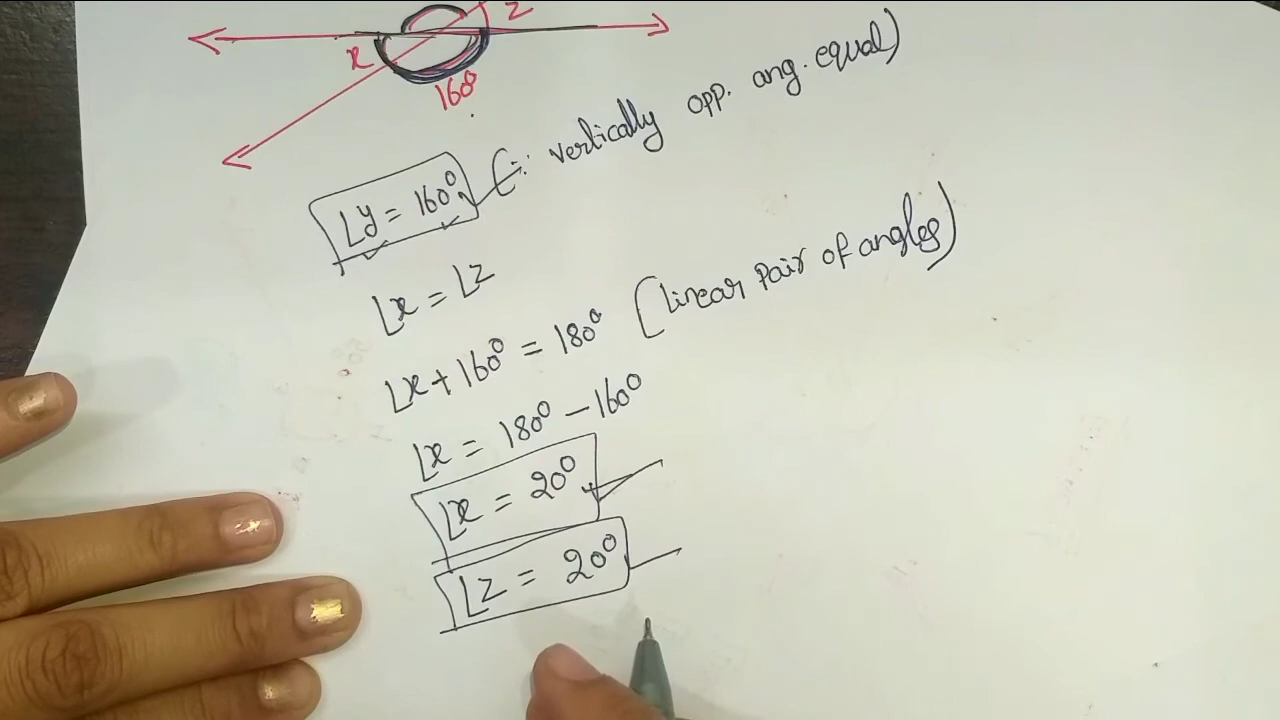 z
x
160°
∠y = 160° (∵ vertically opp. ang. equal)
∠x = ∠z
∠x + 160° = 180° (linear pair of angles)
∠x = 180° - 160°
∠x = 20°
∠z = 20°